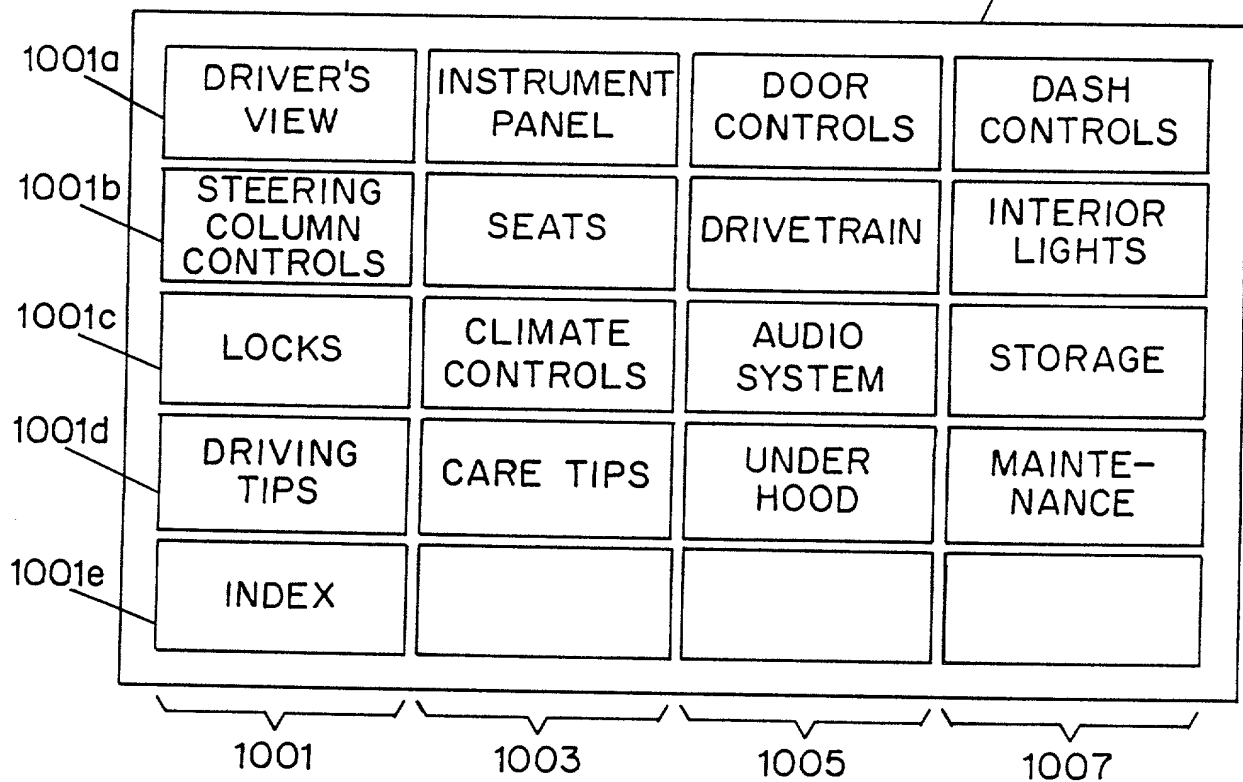 1001a
DRIVER'S
VIEW
INSTRUMENT
PANEL
DOOR
CONTROLS
DASH
CONTROLS
1001b
STEERING
COLUMN
CONTROLS
SEATS
DRIVETRAIN
INTERIOR
LIGHTS
1001c
LOCKS
CLIMATE
CONTROLS
AUDIO
SYSTEM
STORAGE
1001d
DRIVING
TIPS
CARE TIPS
UNDER
HOOD
MAINTE-
NANCE
1001e
INDEX
1001
1003
1005
1007